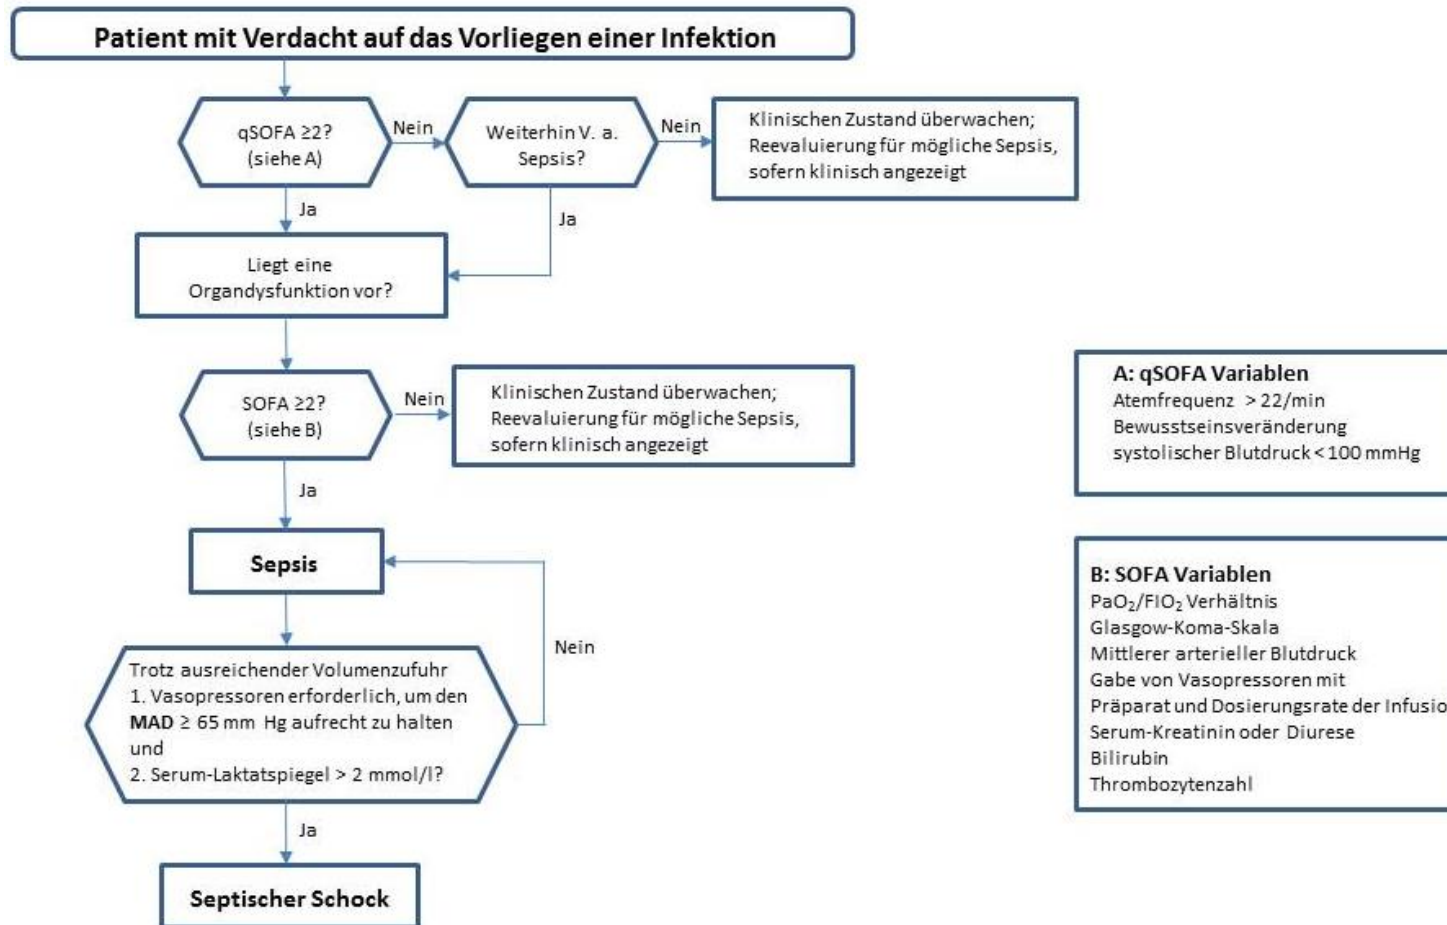 Patient mit Verdacht auf das Vorliegen einer Infektion
qSOFA ≥2?
(siehe A)
Nein
Weiterhin V. a.
Sepsis?
Nein
Klinischen Zustand überwachen;
Reevaluierung für mögliche Sepsis,
sofern klinisch angezeigt
Ja
Ja
Liegt eine
Organdysfunktion vor?
SOFA ≥2?
(siehe B)
Nein
Klinischen Zustand überwachen;
Reevaluierung für mögliche Sepsis,
sofern klinisch angezeigt
Ja
Sepsis
Nein
Trotz ausreichender Volumenzufuhr
1. Vasopressoren erforderlich, um den
MAD ≥ 65 mm Hg aufrecht zu halten
und
2. Serum-Laktatspiegel > 2 mmol/l?
Ja
Septischer Schock
A: qSOFA Variablen
Atemfrequenz > 22/min
Bewusstseinsveränderung
systolischer Blutdruck < 100 mmHg
B: SOFA Variablen
PaO₂/FIO₂ Verhältnis
Glasgow-Koma-Skala
Mittlerer arterieller Blutdruck
Gabe von Vasopressoren mit
Präparat und Dosierungsrate der Infusio
Serum-Kreatinin oder Diurese
Bilirubin
Thrombozytenzahl